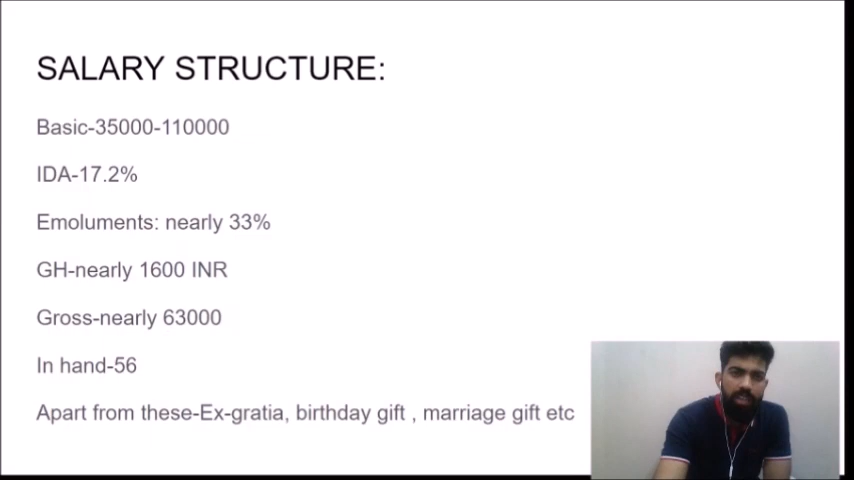 SALARY STRUCTURE:
Basic-35000-110000
IDA-17.2%
Emoluments: nearly 33%
GH-nearly 1600 INR
Gross-nearly 63000
In hand-56
Apart from these-Ex-gratia, birthday gift , marriage gift etc